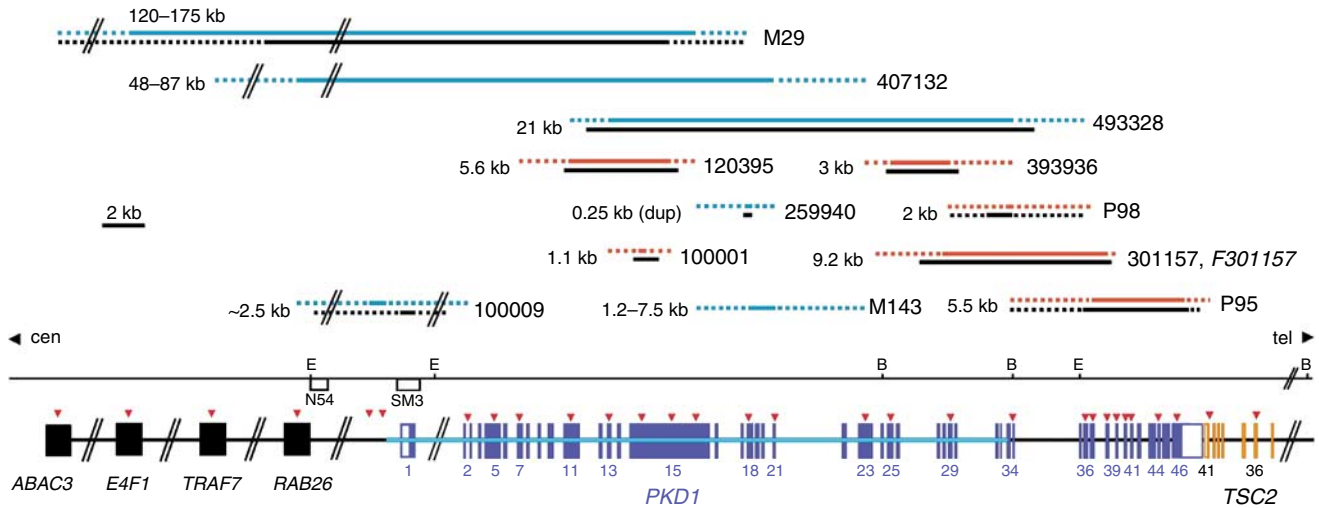 120–175 kb
M29
48–87 kb 407132
21 kb 493328
5.6 kb 120395 3 kb 393936
2 kb 0.25 kb (dup) 259940 2 kb P98
1.1 kb 100001 9.2 kb 301157, F301157
~2.5 kb 100009 1.2–7.5 kb M143 5.5 kb P95
cen tel
E E B B E B
N54 SM3
1 2 5 7 11 13 15 18 21 23 25 29 34 36 39 41 44 46 41 36
ABAC3 E4F1 TRAF7 RAB26 PKD1 TSC2